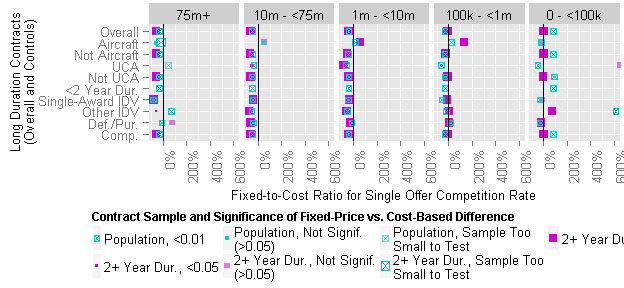 75m+ 10m - <75m 1m - <10m 100k - <1m 0 - <100k
Long Duration Contracts
(Overall and Controls)
Overall
Aircraft
Not Aircraft
UCA
Not UCA
<2 Year Dur.
Single-Award IDV
Other IDV
Def./Pur.
Comp.
0% 200% 400% 600% 0% 200% 400% 600% 0% 200% 400% 600% 0% 200% 400% 600% 0% 200% 400% 600%
Fixed-to-Cost Ratio for Single Offer Competition Rate
Contract Sample and Significance of Fixed-Price vs. Cost-Based Difference
Population, <0.01
Population, Not Signif.
(>0.05)
Population, Sample Too
Small to Test
2+ Year Du
2+ Year Dur., <0.05
2+ Year Dur., Not Signif.
(>0.05)
2+ Year Dur., Sample Too
Small to Test